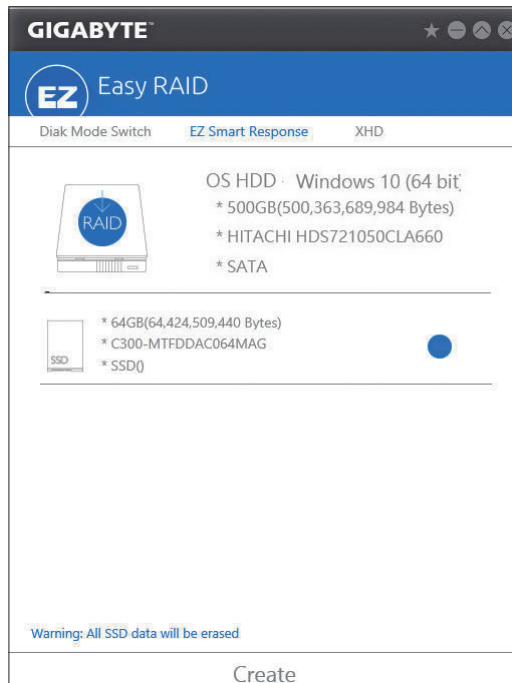 GIGABYTE™
EZ Easy RAID
Diak Mode Switch EZ Smart Response XHD
OS HDD · Windows 10 (64 bit)
RAID
* 500GB(500,363,689,984 Bytes)
* HITACHI HDS721050CLA660
* SATA
* 64GB(64,424,509,440 Bytes)
* C300-MTFDDAC064MAG
SSD
* SSD()
Warning: All SSD data will be erased
Create